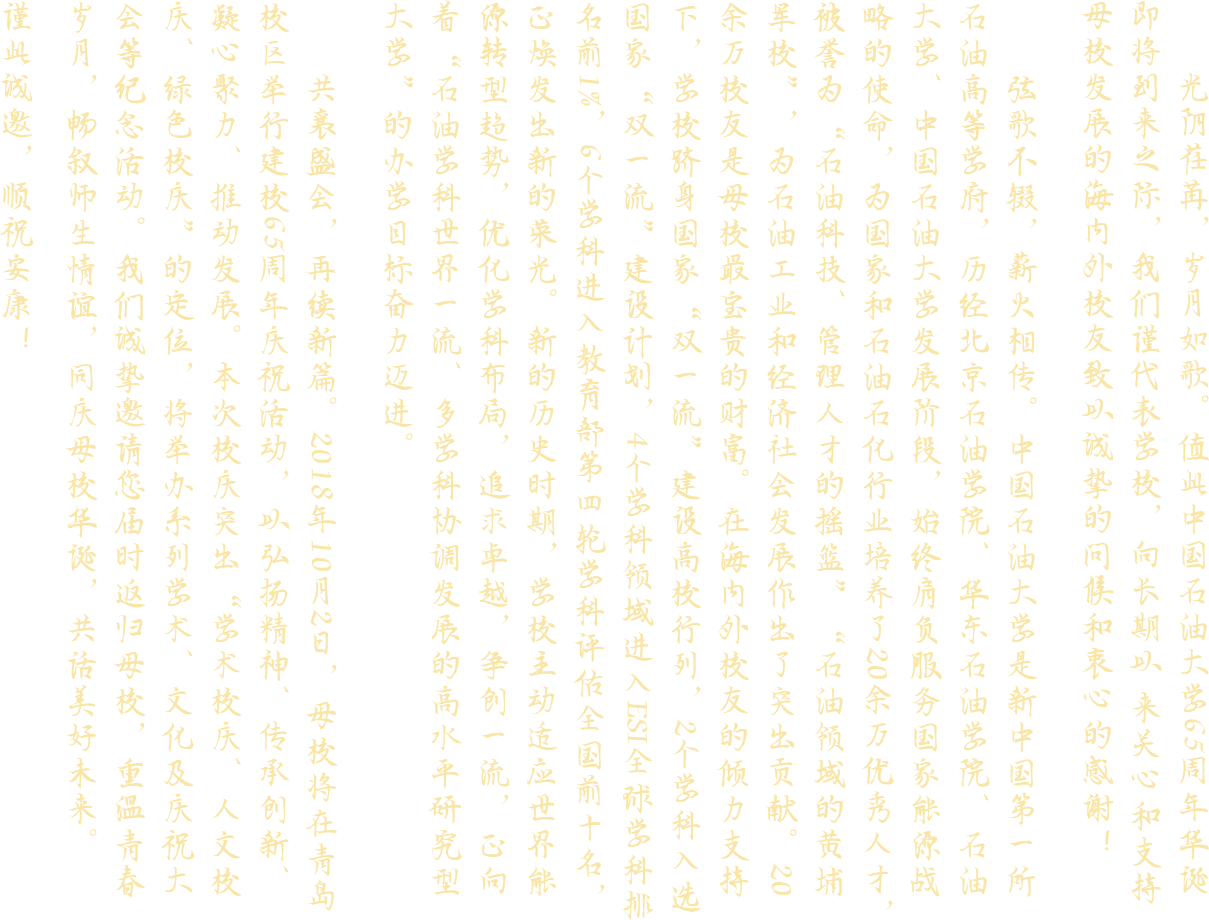 光阴荏苒，岁月如歌。值此中国石油大学65周年华诞
即将到来之际，我们谨代表学校，向长期以来关心和支持
母校发展的海内外校友致以诚挚的问候和衷心的感谢！
弦歌不辍，薪火相传。中国石油大学是新中国第一所
石油高等学府，历经北京石油学院、华东石油学院、石油
大学、中国石油大学发展阶段，始终肩负服务国家能源战
略的使命，为国家和石油石化行业培养了20余万优秀人才，
被誉为“石油科技、管理人才的摇篮”“石油领域的黄埔
军校”，为石油工业和经济社会发展作出了突出贡献。20
余万校友是母校最宝贵的财富。在海内外校友的倾力支持
下，学校跻身国家“双一流”建设高校行列，2个学科入选
国家“双一流”建设计划，4个学科领域进入ESI全球学科排
名前1%，6个学科进入教育部第四轮学科评估全国前十名，
正焕发出新的荣光。新的历史时期，学校主动适应世界能
源转型趋势，优化学科布局，追求卓越，争创一流，正向
着“石油学科世界一流、多学科协调发展的高水平研究型
大学”的办学目标奋力迈进。
共襄盛会，再续新篇。2018年10月2日，母校将在青岛
校区举行建校65周年庆祝活动，以弘扬精神、传承创新、
凝心聚力、推动发展。本次校庆突出“学术校庆、人文校
庆、绿色校庆”的定位，将举办系列学术、文化及庆祝大
会等纪念活动。我们诚挚邀请您届时返归母校，重温青春
岁月，畅叙师生情谊，同庆母校华诞，共话美好未来。
谨此诚邀，顺祝安康！